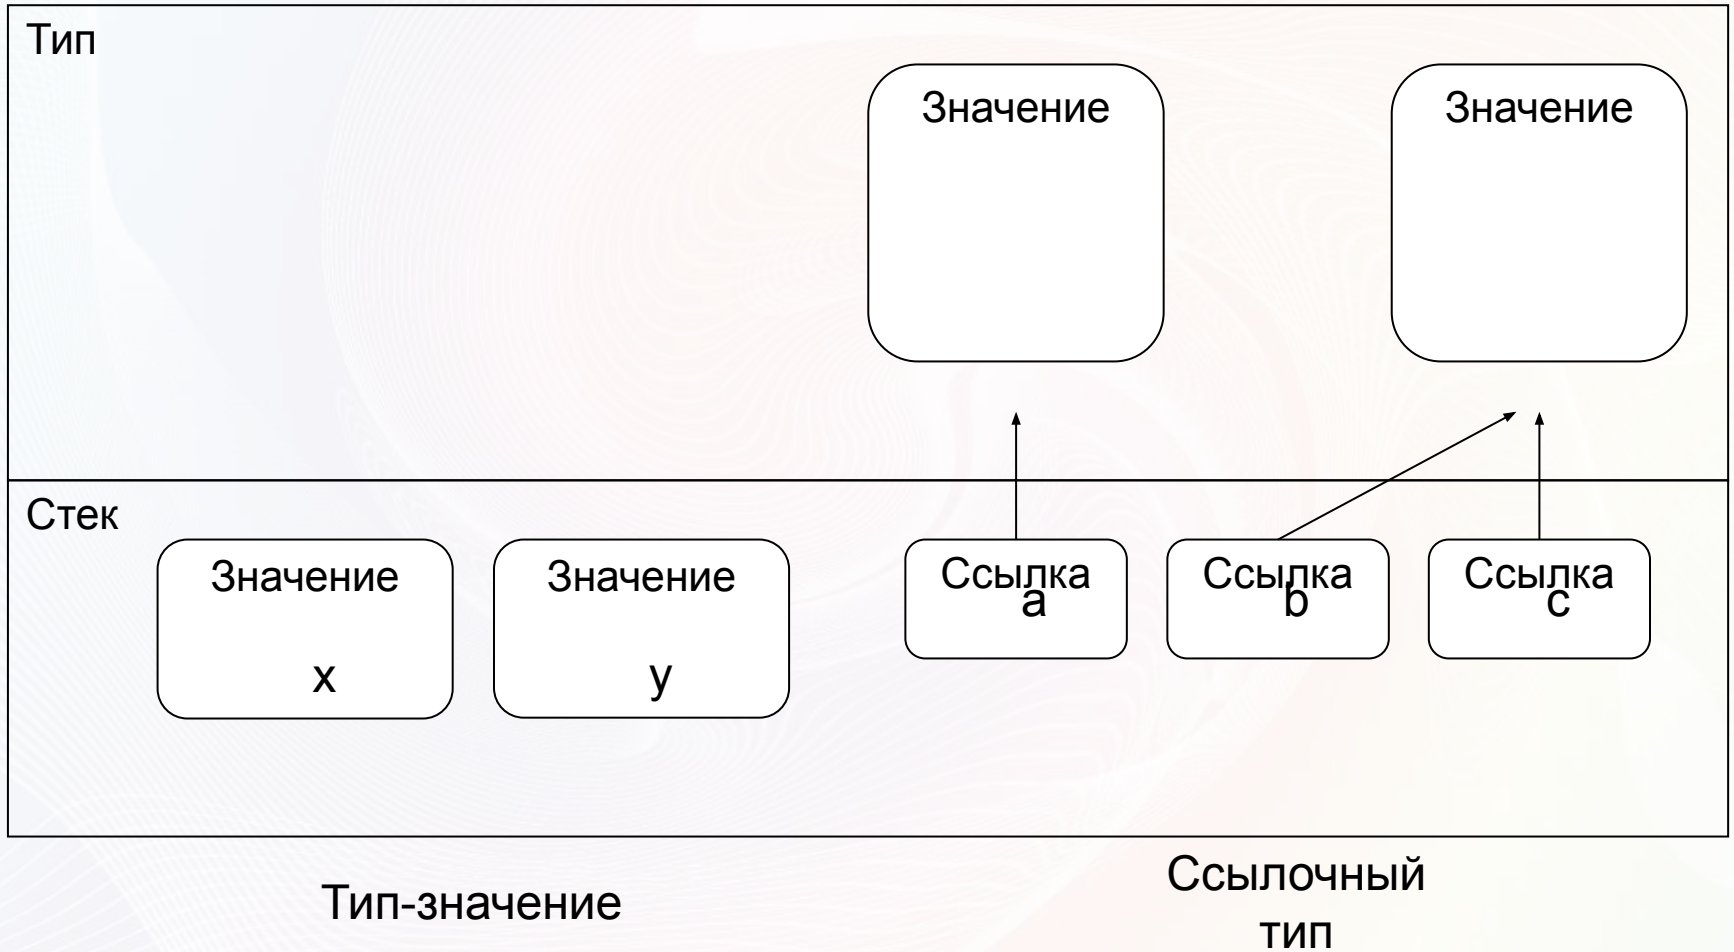 Тип
Значение
Значение
Стек
Значение
x
Значение
y
Ссылка
a
Ссылка
b
Ссылка
c
Тип-значение
Ссылочный
тип